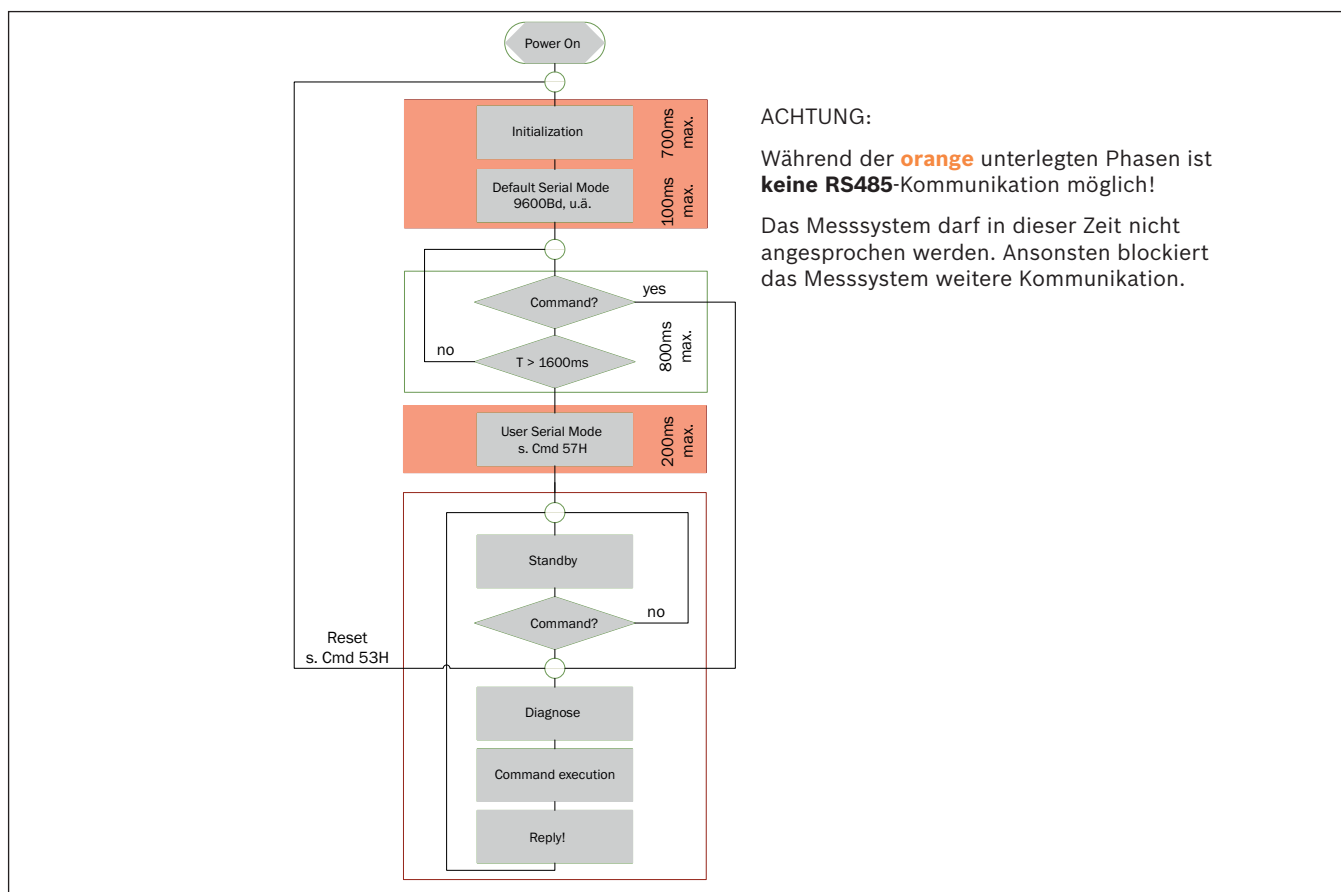 Power On
Initialization
700ms
max.
Default Serial Mode
9600Bd, u.ä.
100ms
max.
Command?
yes
no
T > 1600ms
800ms
max.
User Serial Mode
s. Cmd 57H
200ms
max.
Standby
Command?
no
Reset
s. Cmd 53H
Diagnose
Command execution
Reply!
ACHTUNG:
Während der orange unterlegten Phasen ist
keine RS485-Kommunikation möglich!
Das Messsystem darf in dieser Zeit nicht
angesprochen werden. Ansonsten blockiert
das Messsystem weitere Kommunikation.